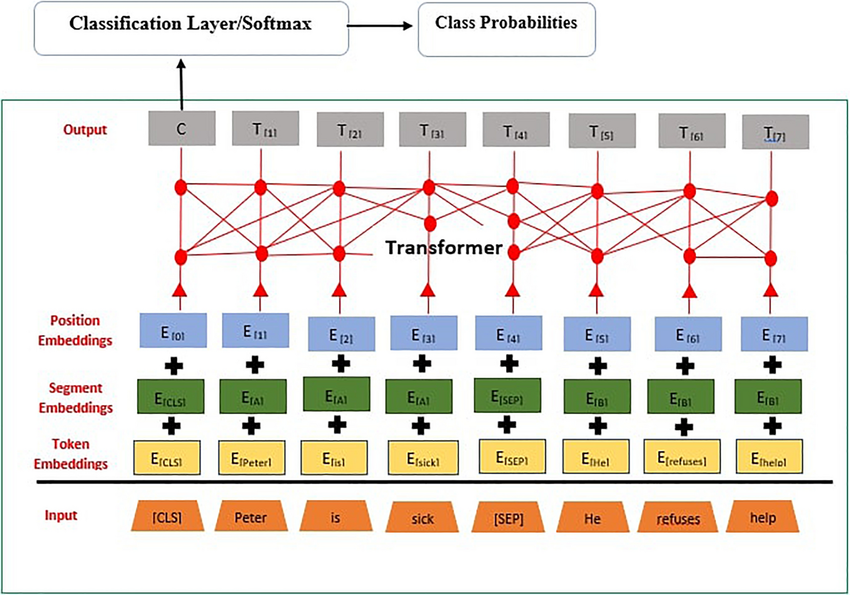 Classification Layer/Softmax
Class Probabilities
Output
C T[1] T[2] T[3] T[4] T[5] T[6] T[7]
Transformer
Position
Embeddings
E[0] E[1] E[2] E[3] E[4] E[5] E[6] E[7]
Segment
Embeddings
E[CLS] E[A] E[A] E[A] E[SEP] E[B] E[B] E[B]
Token
Embeddings
E[CLS] E[Peter] E[is] E[sick] E[SEP] E[He] E[refuses] E[help]
Input
[CLS] Peter is sick [SEP] He refuses help